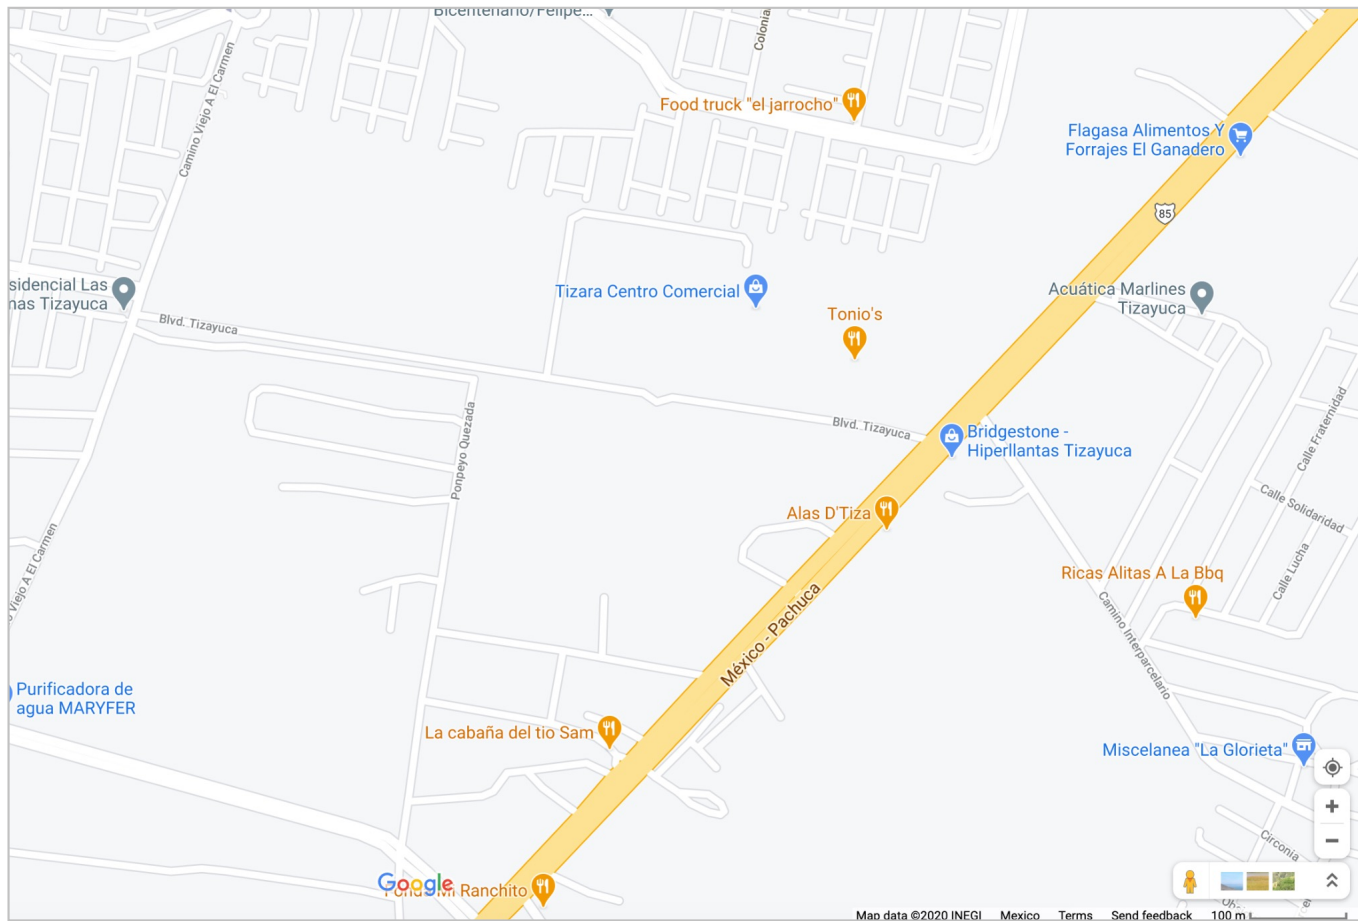 Bicentenario/Felipe...
Colonial
Camino Viejo A El Carmen
Food truck "el jarrocho"
Flagasa Alimentos Y
Forrajes El Ganadero
85
sidencial Las
nas Tizayuca
Blvd. Tizayuca
Tizara Centro Comercial
Tonio's
Acuática Marlines
Tizayuca
Calle Fraternidad
Ponpeyo Quezada
Blvd. Tizayuca
Bridgestone -
Hiperllantas Tizayuca
Calle Solidaridad
Alas D'Tiza
Viejo A El Carmen
Calle Lucha
Ricas Alitas A La Bbq
Camino Interparcelario
México - Pachuca
Purificadora de
agua MARYFER
La cabaña del tio Sam
Miscelanea "La Glorieta"
Circonia
Google
Mi Ranchito
Map data ©2020 INEGI Mexico Terms Send feedback 100 m